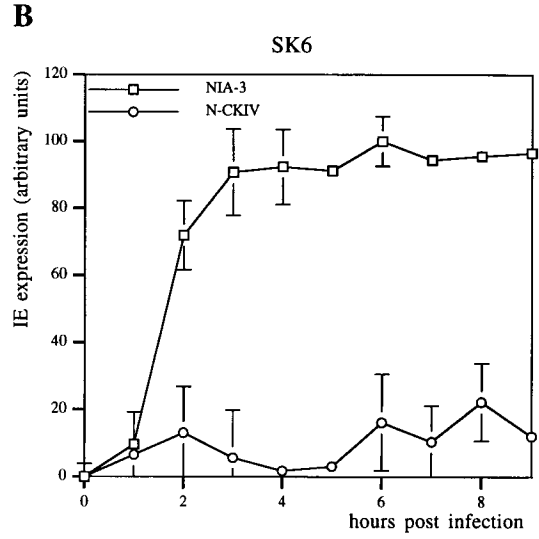 B
SK6
NIA-3
N-CKIV
IE expression (arbitrary units)
120
100
80
60
40
20
0
0 2 4 6 8
hours post infection